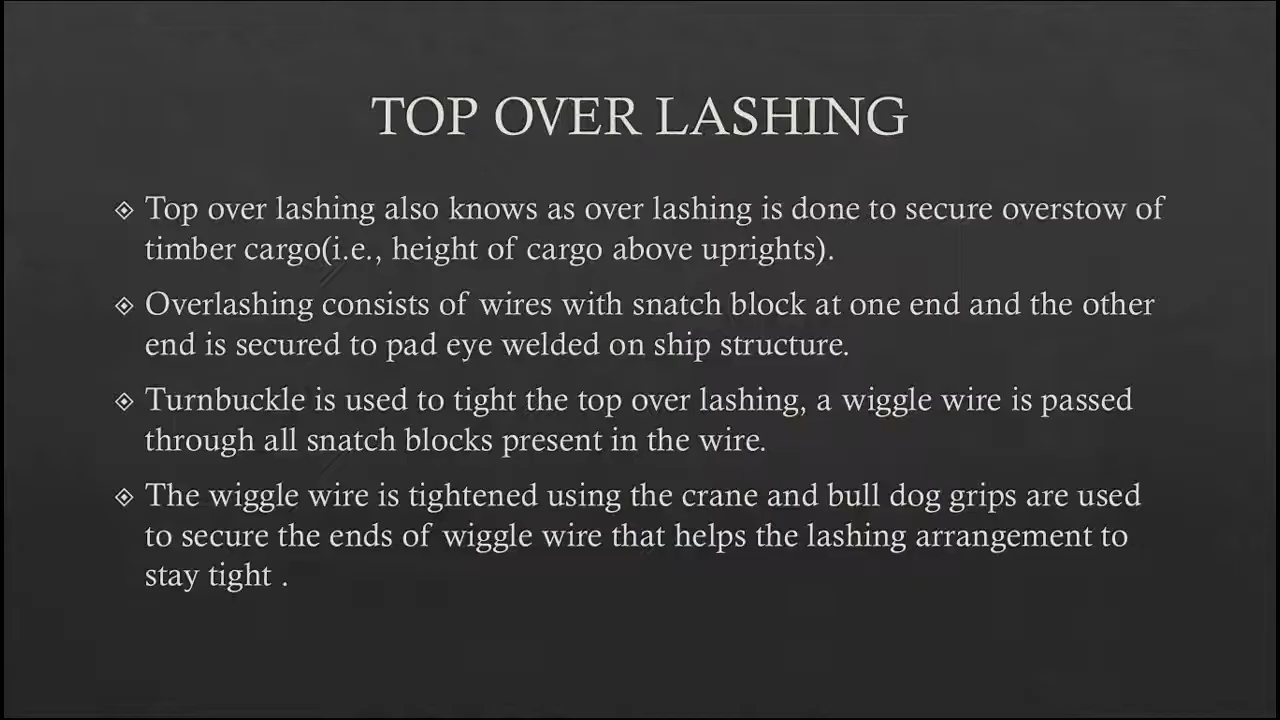 TOP OVER LASHING
Top over lashing also knows as over lashing is done to secure overstow of
timber cargo(i.e., height of cargo above uprights).
Overlashing consists of wires with snatch block at one end and the other
end is secured to pad eye welded on ship structure.
Turnbuckle is used to tight the top over lashing, a wiggle wire is passed
through all snatch blocks present in the wire.
The wiggle wire is tightened using the crane and bull dog grips are used
to secure the ends of wiggle wire that helps the lashing arrangement to
stay tight .